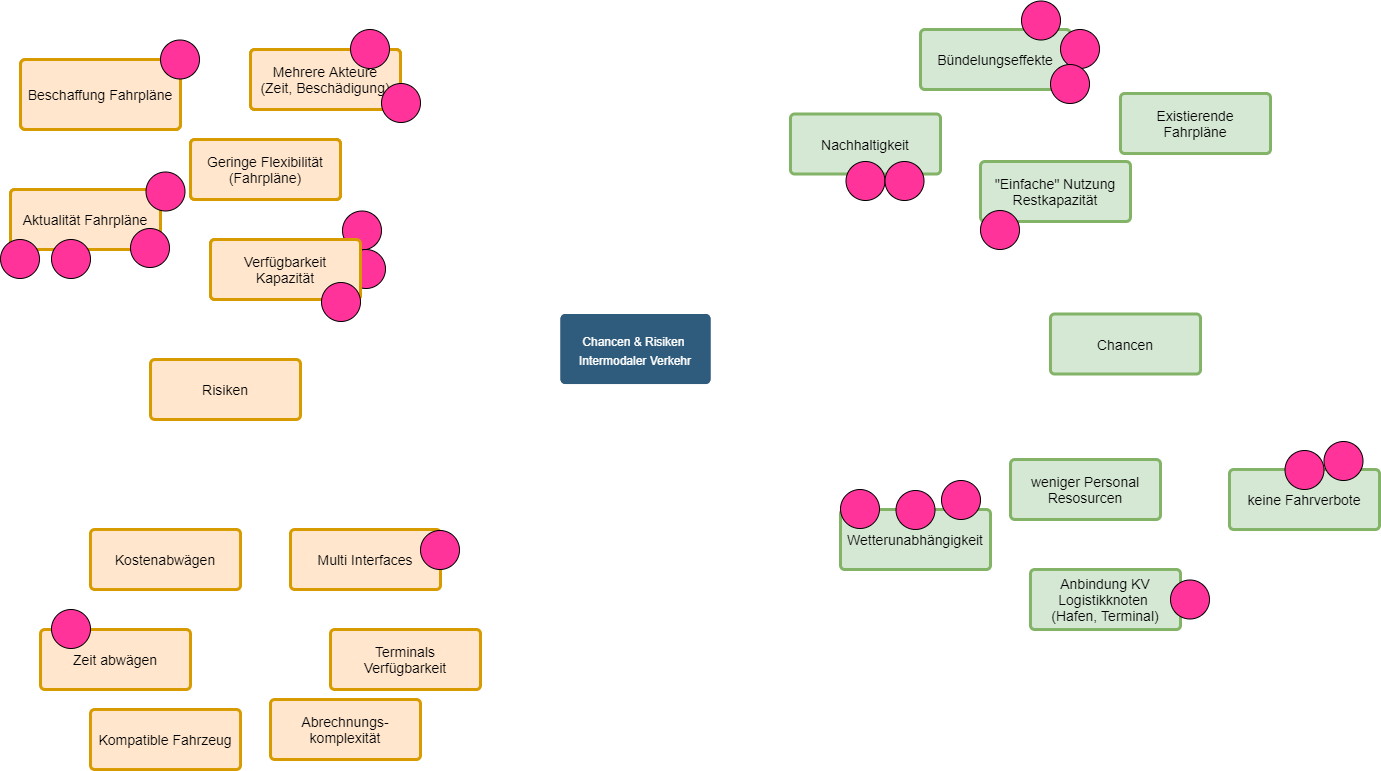 Beschaffung Fahrpläne
Mehrere Akteure
(Zeit, Beschädigung)
Geringe Flexibilität
(Fahrpläne)
Aktualität Fahrpläne
Verfügbarkeit
Kapazität
Risiken
Kostenabwägen
Multi Interfaces
Zeit abwägen
Terminals
Verfügbarkeit
Kompatible Fahrzeug
Abrechnungs-
komplexität
Chancen & Risiken
Intermodaler Verkehr
Bündelungseffekte
Existierende
Fahrpläne
Nachhaltigkeit
"Einfache" Nutzung
Restkapazität
Chancen
weniger Personal
Resosurcen
keine Fahrverbote
Wetterunabhängigkeit
Anbindung KV
Logistikknoten
(Hafen, Terminal)